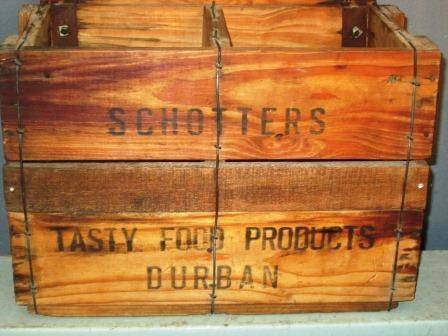 SCHOTTERS
TASTY FOOD PRODUCTS
DURBAN